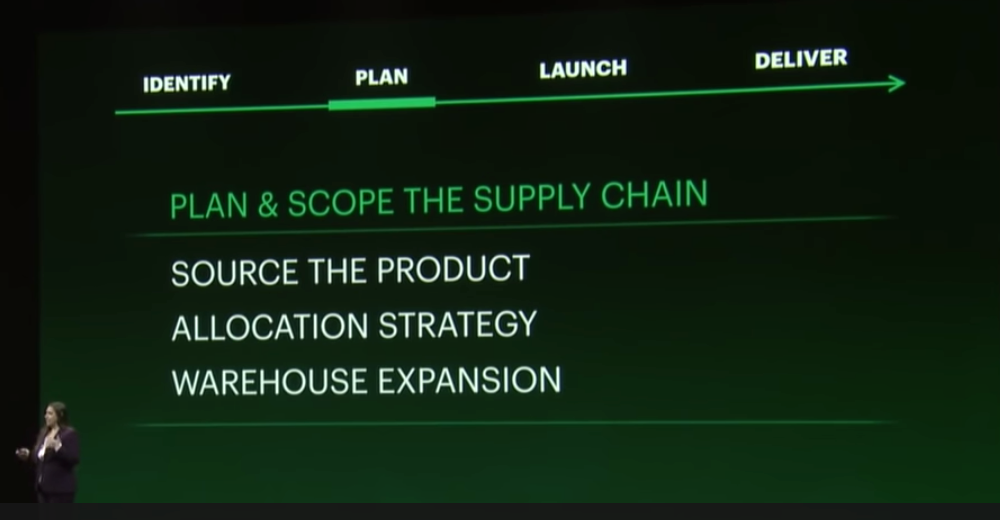 IDENTIFY PLAN LAUNCH DELIVER
PLAN & SCOPE THE SUPPLY CHAIN
SOURCE THE PRODUCT
ALLOCATION STRATEGY
WAREHOUSE EXPANSION